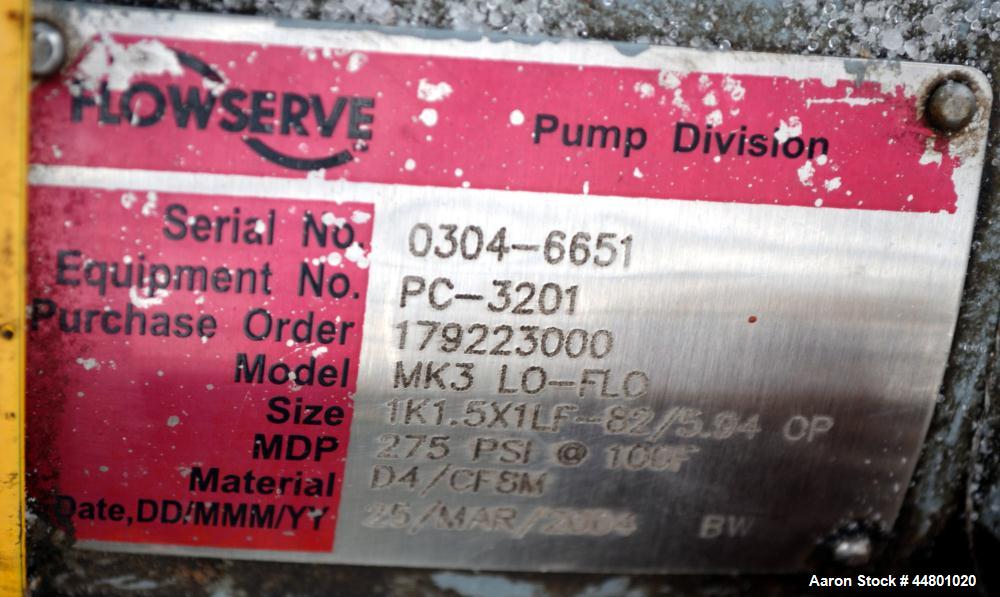 FLOWSERVE
Pump Division
Serial No. 0304-6651
Equipment No. PC-3201
Purchase Order 179223000
Model MK3 LO-FLO
Size 1K1.5X1LF-82/5.94 OP
MDP 275 PSI @ 100F
Material D4/CF8M
Date,DD/MMM/YY 25/MAR/2004 BW
Aaron Stock # 44801020